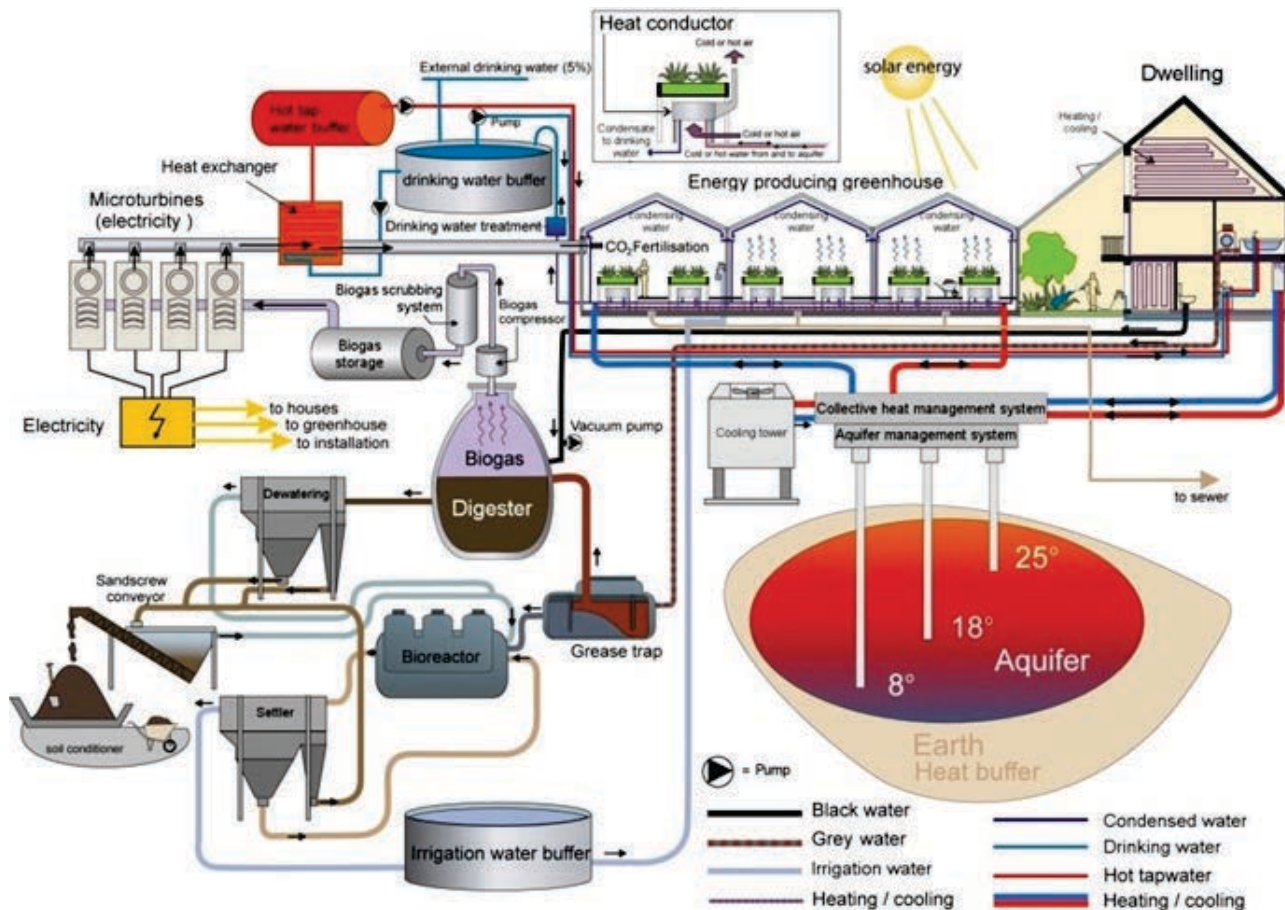 Heat conductor
Cold or hot air
Condensate
to drinking
water
Cold or hot air
Cold or hot water from and to aquifer
solar energy
Dwelling
Heating /
cooling
External drinking water (5%)
Hot tap-
water buffer
Pump
drinking water buffer
Heat exchanger
Drinking water treatment
Microturbines
(electricity )
Energy producing greenhouse
condensing
water
condensing
water
condensing
water
CO2Fertilisation
Biogas scrubbing
system
Biogas
compressor
Biogas
storage
Electricity
to houses
to greenhouse
to installation
Vacuum pump
Biogas
Digester
Cooling tower
Collective heat management system
Aquifer management system
to sewer
Dewatering
Sandscrew
conveyor
Bioreactor
Grease trap
Settler
soil conditioner
Irrigation water buffer
25°
18°
8°
Aquifer
Earth
Heat buffer
= Pump
Black water
Grey water
Irrigation water
Heating / cooling
Condensed water
Drinking water
Hot tapwater
Heating / cooling